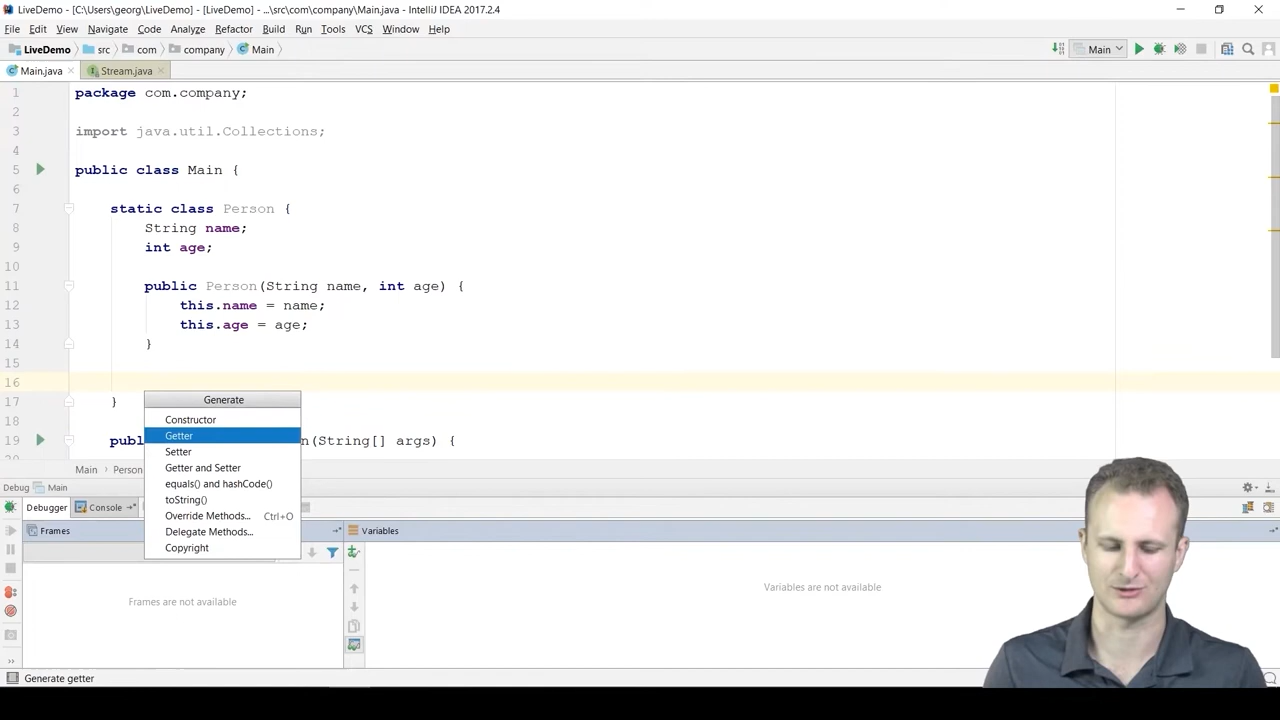 LiveDemo - [C:\Users\georg\LiveDemo] - [LiveDemo] - ...\src\com\company\Main.java - IntelliJ IDEA 2017.2.4
File Edit View Navigate Code Analyze Refactor Build Run Tools VCS Window Help
LiveDemo src com company Main
Main
Main.java Stream.java
1 package com.company;
2
3 import java.util.Collections;
4
5 public class Main {
6
7 static class Person {
8 String name;
9 int age;
10
11 public Person(String name, int age) {
12 this.name = name;
13 this.age = age;
14 }
15
16
17 }
18
19 publ n(String[] args) {
Generate
Constructor
Getter
Setter
Getter and Setter
equals() and hashCode()
toString()
Override Methods... Ctrl+O
Delegate Methods...
Copyright
Main Person
Debug Main
Debugger Console
Frames Variables
Frames are not available
Variables are not available
Generate getter